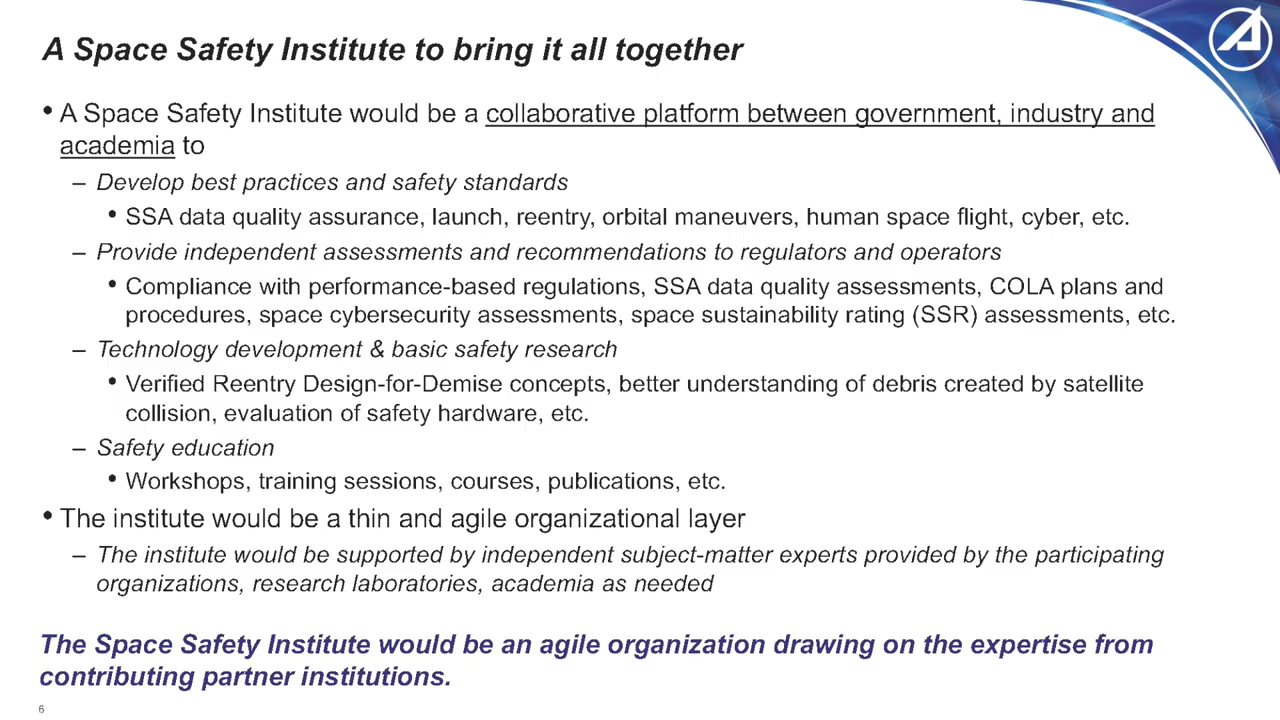 A Space Safety Institute to bring it all together
• A Space Safety Institute would be a collaborative platform between government, industry and
academia to
– Develop best practices and safety standards
• SSA data quality assurance, launch, reentry, orbital maneuvers, human space flight, cyber, etc.
– Provide independent assessments and recommendations to regulators and operators
• Compliance with performance-based regulations, SSA data quality assessments, COLA plans and
procedures, space cybersecurity assessments, space sustainability rating (SSR) assessments, etc.
– Technology development & basic safety research
• Verified Reentry Design-for-Demise concepts, better understanding of debris created by satellite
collision, evaluation of safety hardware, etc.
– Safety education
• Workshops, training sessions, courses, publications, etc.
• The institute would be a thin and agile organizational layer
– The institute would be supported by independent subject-matter experts provided by the participating
organizations, research laboratories, academia as needed
The Space Safety Institute would be an agile organization drawing on the expertise from
contributing partner institutions.
6